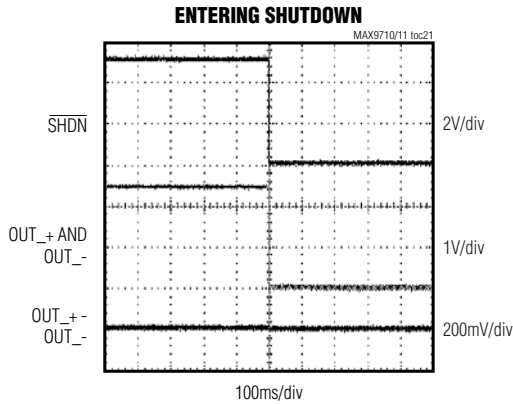 ENTERING SHUTDOWN
MAX9710/11 toc21
SHDN
2V/div
OUT_+ AND
OUT_-
1V/div
OUT_+ -
OUT_-
200mV/div
100ms/div